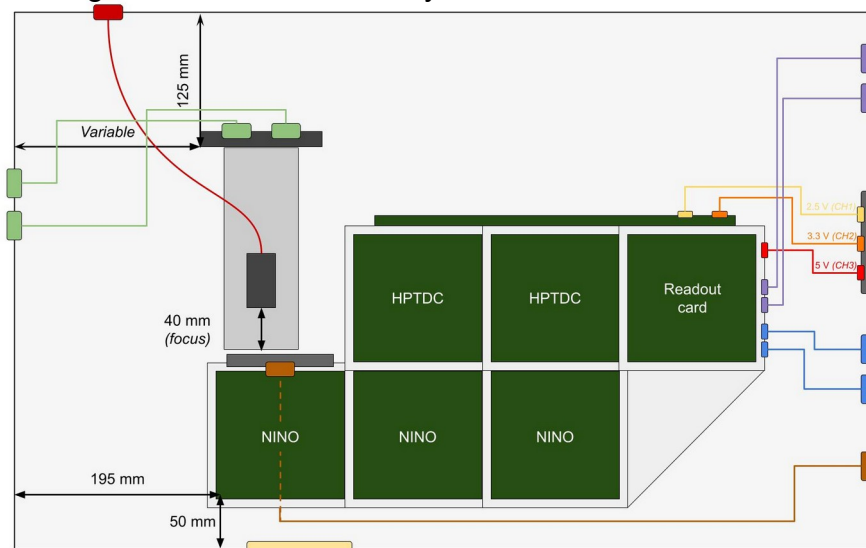 125 mm
Variable
2.5 V (CH1)
3.3 V (CH2)
5 V (CH3)
HPTDC
HPTDC
Readout
card
40 mm
(focus)
NINO
NINO
NINO
195 mm
50 mm